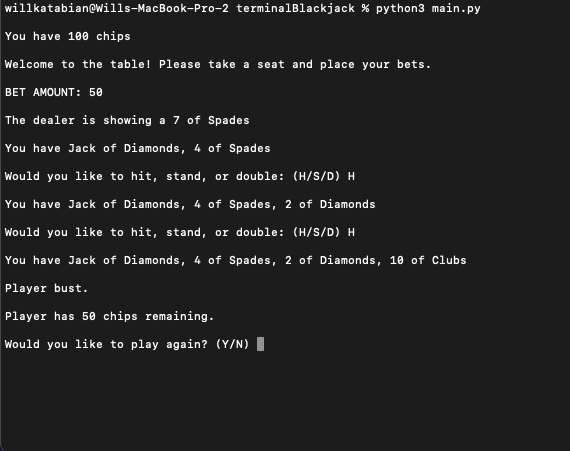 willkatabian@Wills-MacBook-Pro-2 terminalBlackjack % python3 main.py
You have 100 chips
Welcome to the table! Please take a seat and place your bets.
BET AMOUNT: 50
The dealer is showing a 7 of Spades
You have Jack of Diamonds, 4 of Spades
Would you like to hit, stand, or double: (H/S/D) H
You have Jack of Diamonds, 4 of Spades, 2 of Diamonds
Would you like to hit, stand, or double: (H/S/D) H
You have Jack of Diamonds, 4 of Spades, 2 of Diamonds, 10 of Clubs
Player bust.
Player has 50 chips remaining.
Would you like to play again? (Y/N)